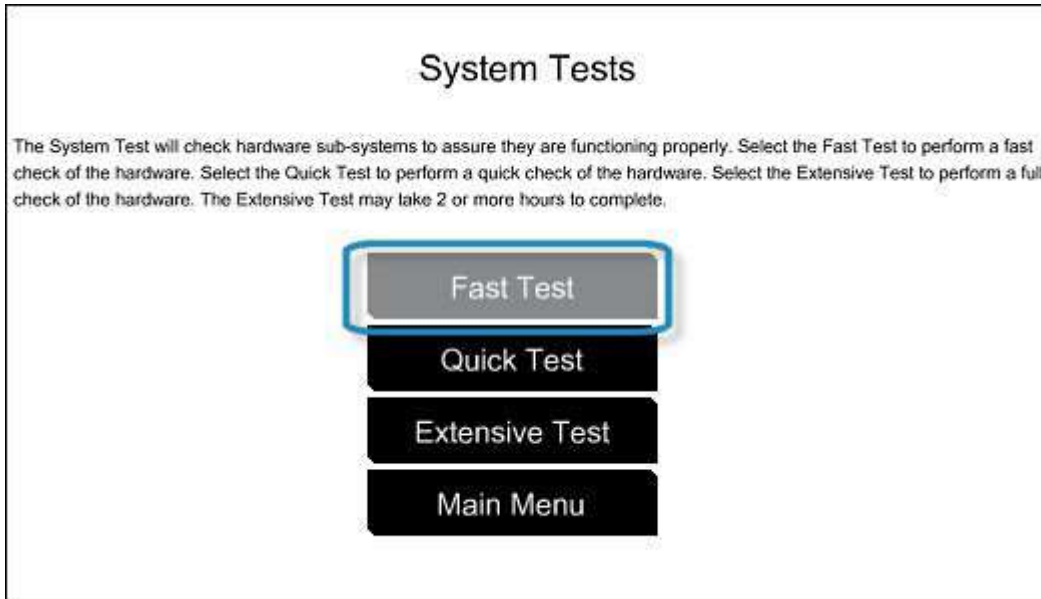 System Tests
The System Test will check hardware sub-systems to assure they are functioning properly. Select the Fast Test to perform a fast
check of the hardware. Select the Quick Test to perform a quick check of the hardware. Select the Extensive Test to perform a full
check of the hardware. The Extensive Test may take 2 or more hours to complete.
Fast Test
Quick Test
Extensive Test
Main Menu